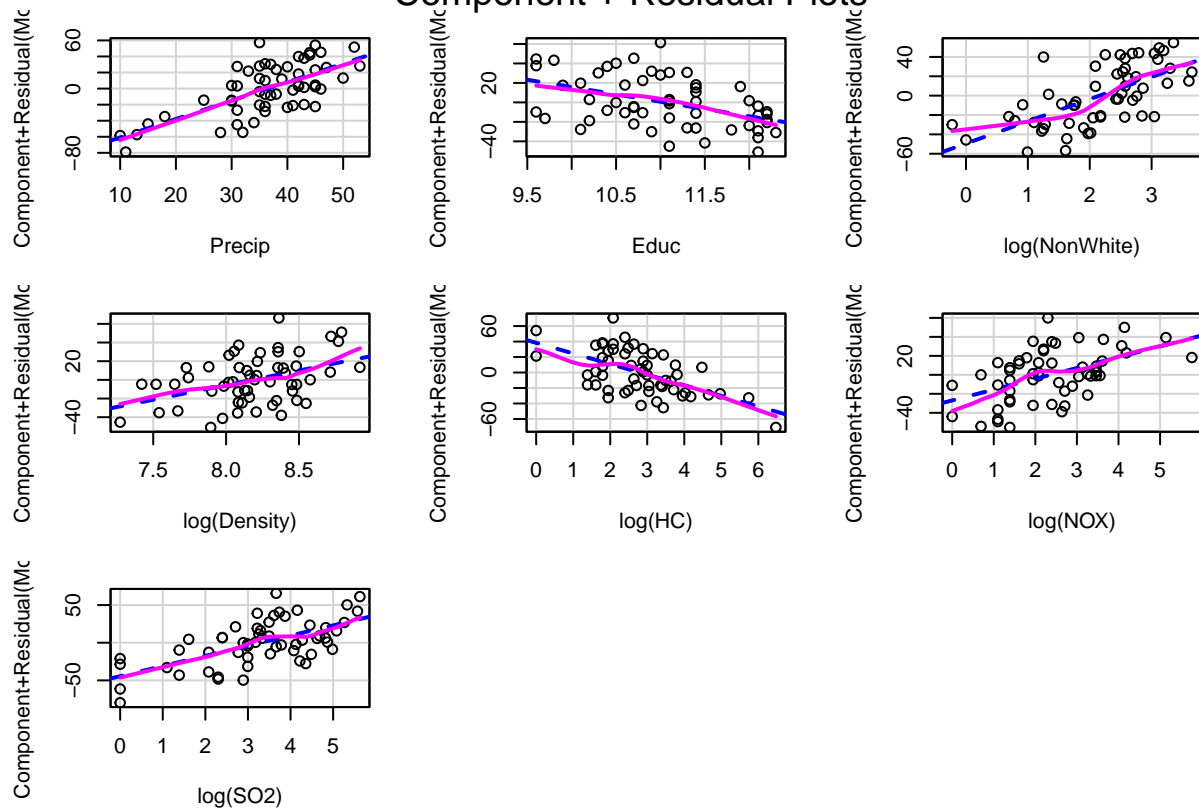 Component + Residual Plots
Component+Residual(Mo
60
0
−80
10 20 30 40 50
Precip
Component+Residual(Mo
20
−40
9.5 10.5 11.5
Educ
Component+Residual(Mo
40
0
−60
0 1 2 3
log(NonWhite)
Component+Residual(Mo
20
−40
7.5 8.0 8.5
log(Density)
Component+Residual(Mo
60
0
−60
0 1 2 3 4 5 6
log(HC)
Component+Residual(Mo
20
−40
0 1 2 3 4 5
log(NOX)
Component+Residual(Mo
50
−50
0 1 2 3 4 5
log(SO2)